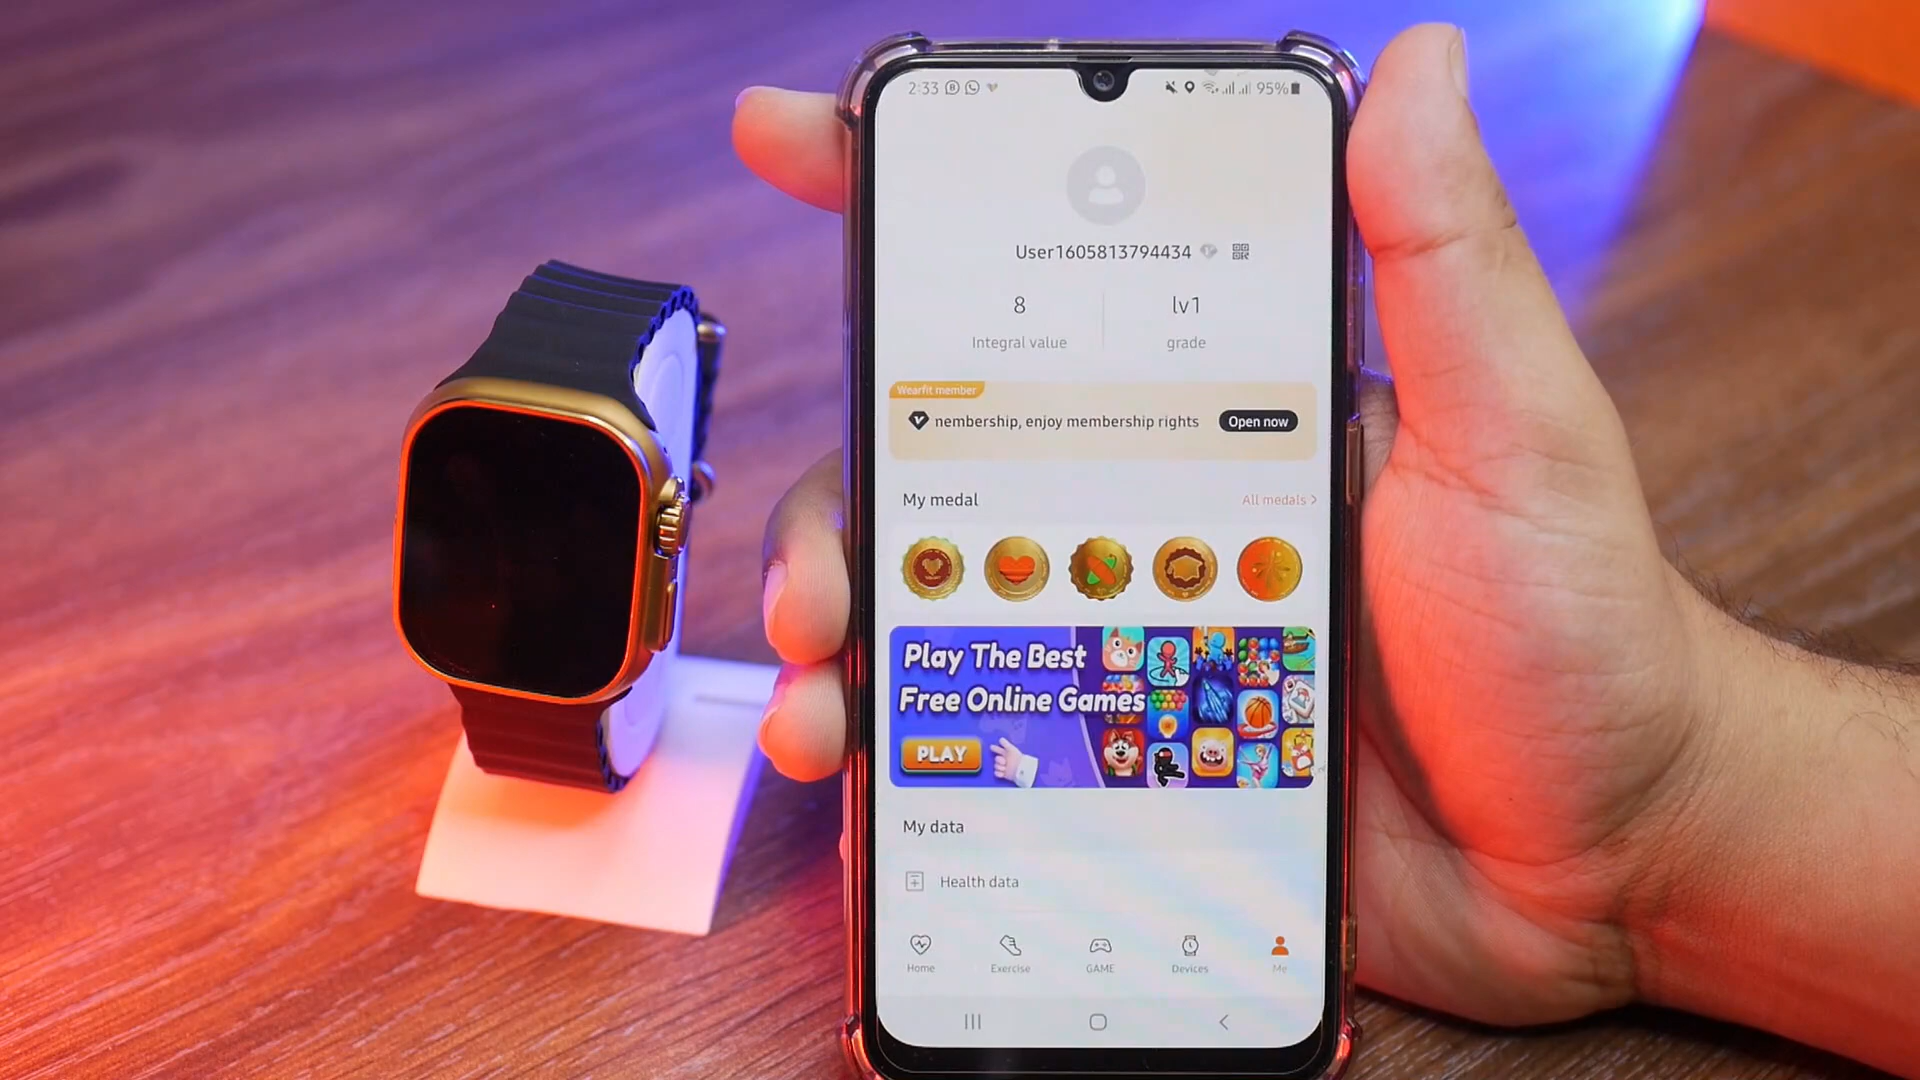 2:33 95%
User1605813794434
8 lv1
Integral value grade
Wearfit member
nembership, enjoy membership rights Open now
My medal All medals >
Play The Best
Free Online Games
PLAY
My data
Health data
Home Exercise GAME Devices Me